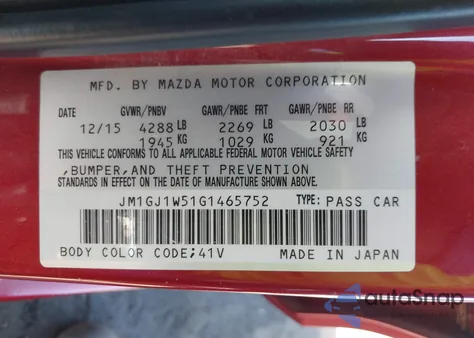 MFD. BY MAZDA MOTOR CORPORATION
DATE GVWR/PNBV GAWR/PNBE FRT GAWR/PNBE RR
12/15 4288 LB 2269 LB 2030 LB
1945 KG 1029 KG 921 KG
THIS VEHICLE CONFORMS TO ALL APPLICABLE FEDERAL MOTOR VEHICLE SAFETY
,BUMPER,AND THEFT PREVENTION
STANDARDS IN EFFECT ON THE DATE OF MANUFACTURE SHOWN ABOVE.
JM1GJ1W51G1465752 TYPE: PASS CAR
BODY COLOR CODE;41V MADE IN JAPAN
autoSnap